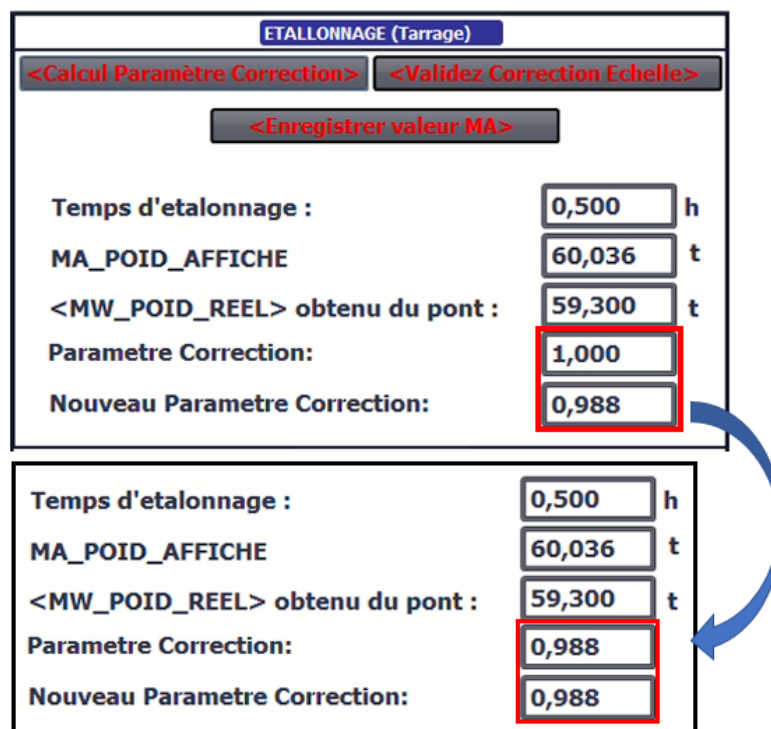 ETALLONNAGE (Tarrage)
<Calcul Paramètre Correction> <Validez Correction Echelle>
<Enregistrer valeur MA>
Temps d'etalonnage : 0,500 h
MA_POID_AFFICHE 60,036 t
<MW_POID_REEL> obtenu du pont : 59,300 t
Parametre Correction: 1,000
Nouveau Parametre Correction: 0,988
Temps d'etalonnage : 0,500 h
MA_POID_AFFICHE 60,036 t
<MW_POID_REEL> obtenu du pont : 59,300 t
Parametre Correction: 0,988
Nouveau Parametre Correction: 0,988